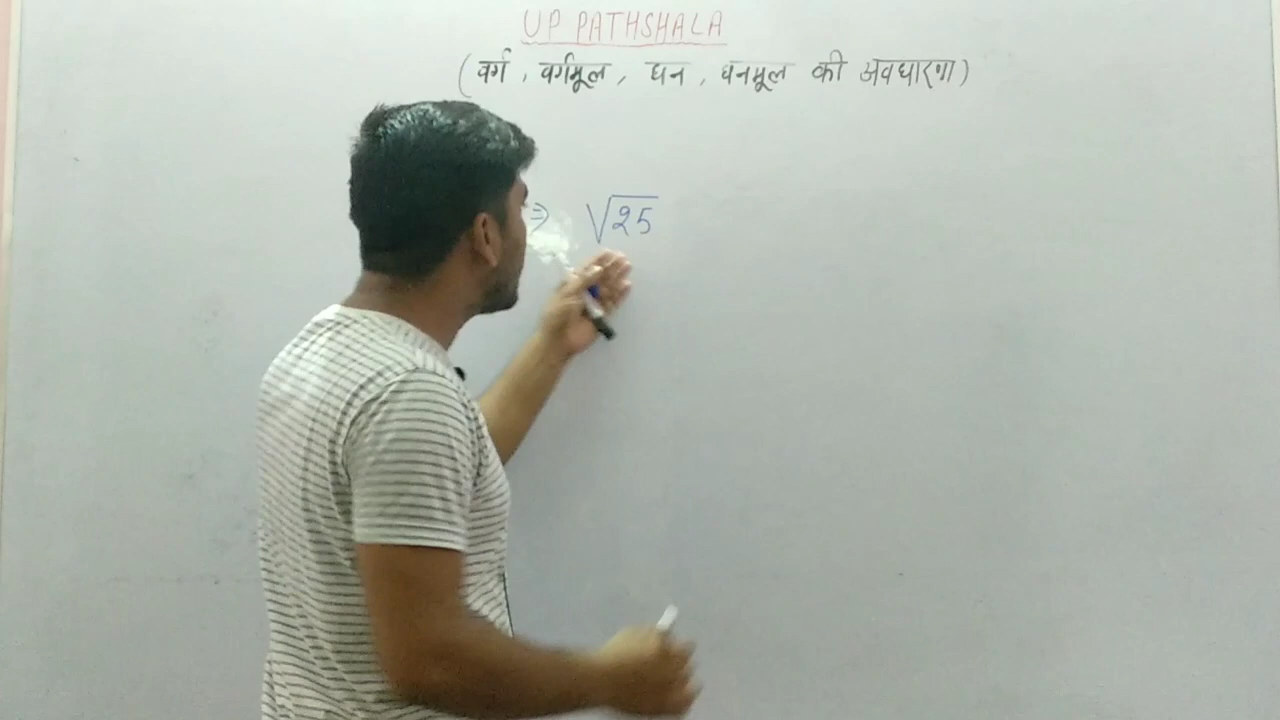 UP PATHSHALA
(वर्ग, वर्गमूल, घन, घनमूल की अवधारणा)
⇒ √25